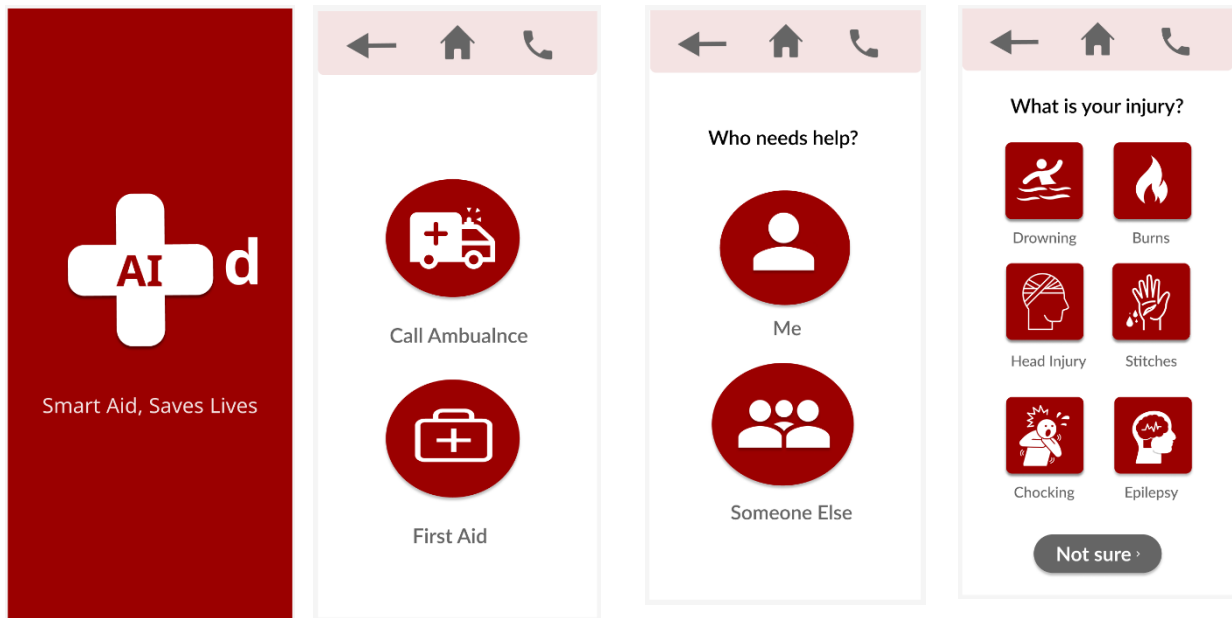 AI d
Smart Aid, Saves Lives
Call Ambualnce
First Aid
Who needs help?
Me
Someone Else
What is your injury?
Drowning
Burns
Head Injury
Stitches
Chocking
Epilepsy
Not sure ›